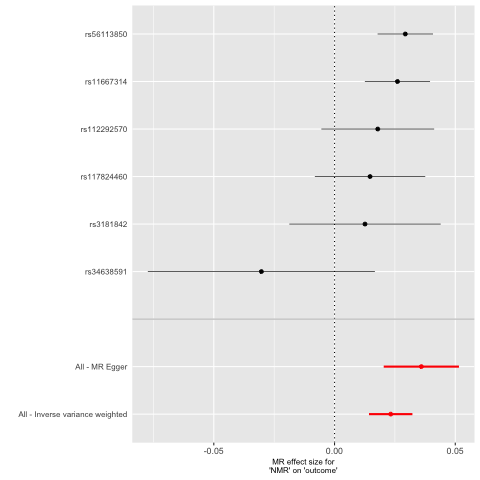 rs56113850
rs11667314
rs112292570
rs117824460
rs3181842
rs34638591
All - MR Egger
All - Inverse variance weighted
-0.05 0.00 0.05
MR effect size for
'NMR' on 'outcome'